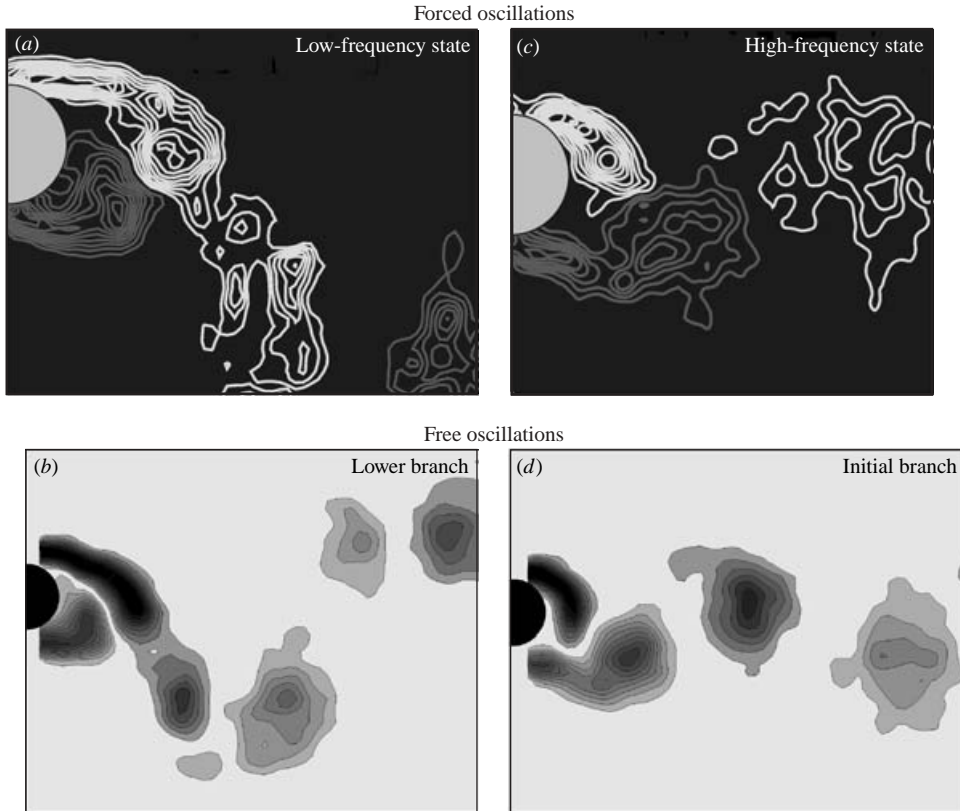 Forced oscillations
(a) Low-frequency state
(c) High-frequency state
Free oscillations
(b) Lower branch
(d) Initial branch